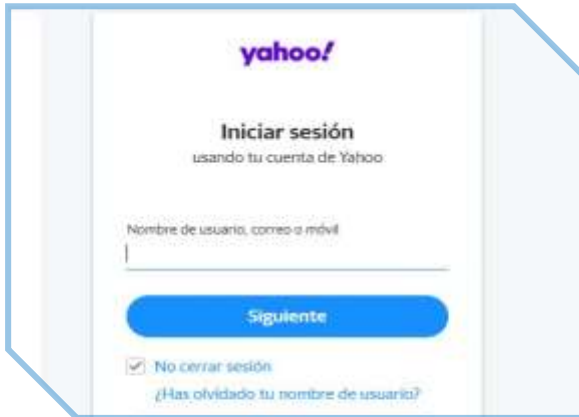 yahoo!
Iniciar sesión
usando tu cuenta de Yahoo
Nombre de usuario, correo o móvil
Siguiente
No cerrar sesión
¿Has olvidado tu nombre de usuario?